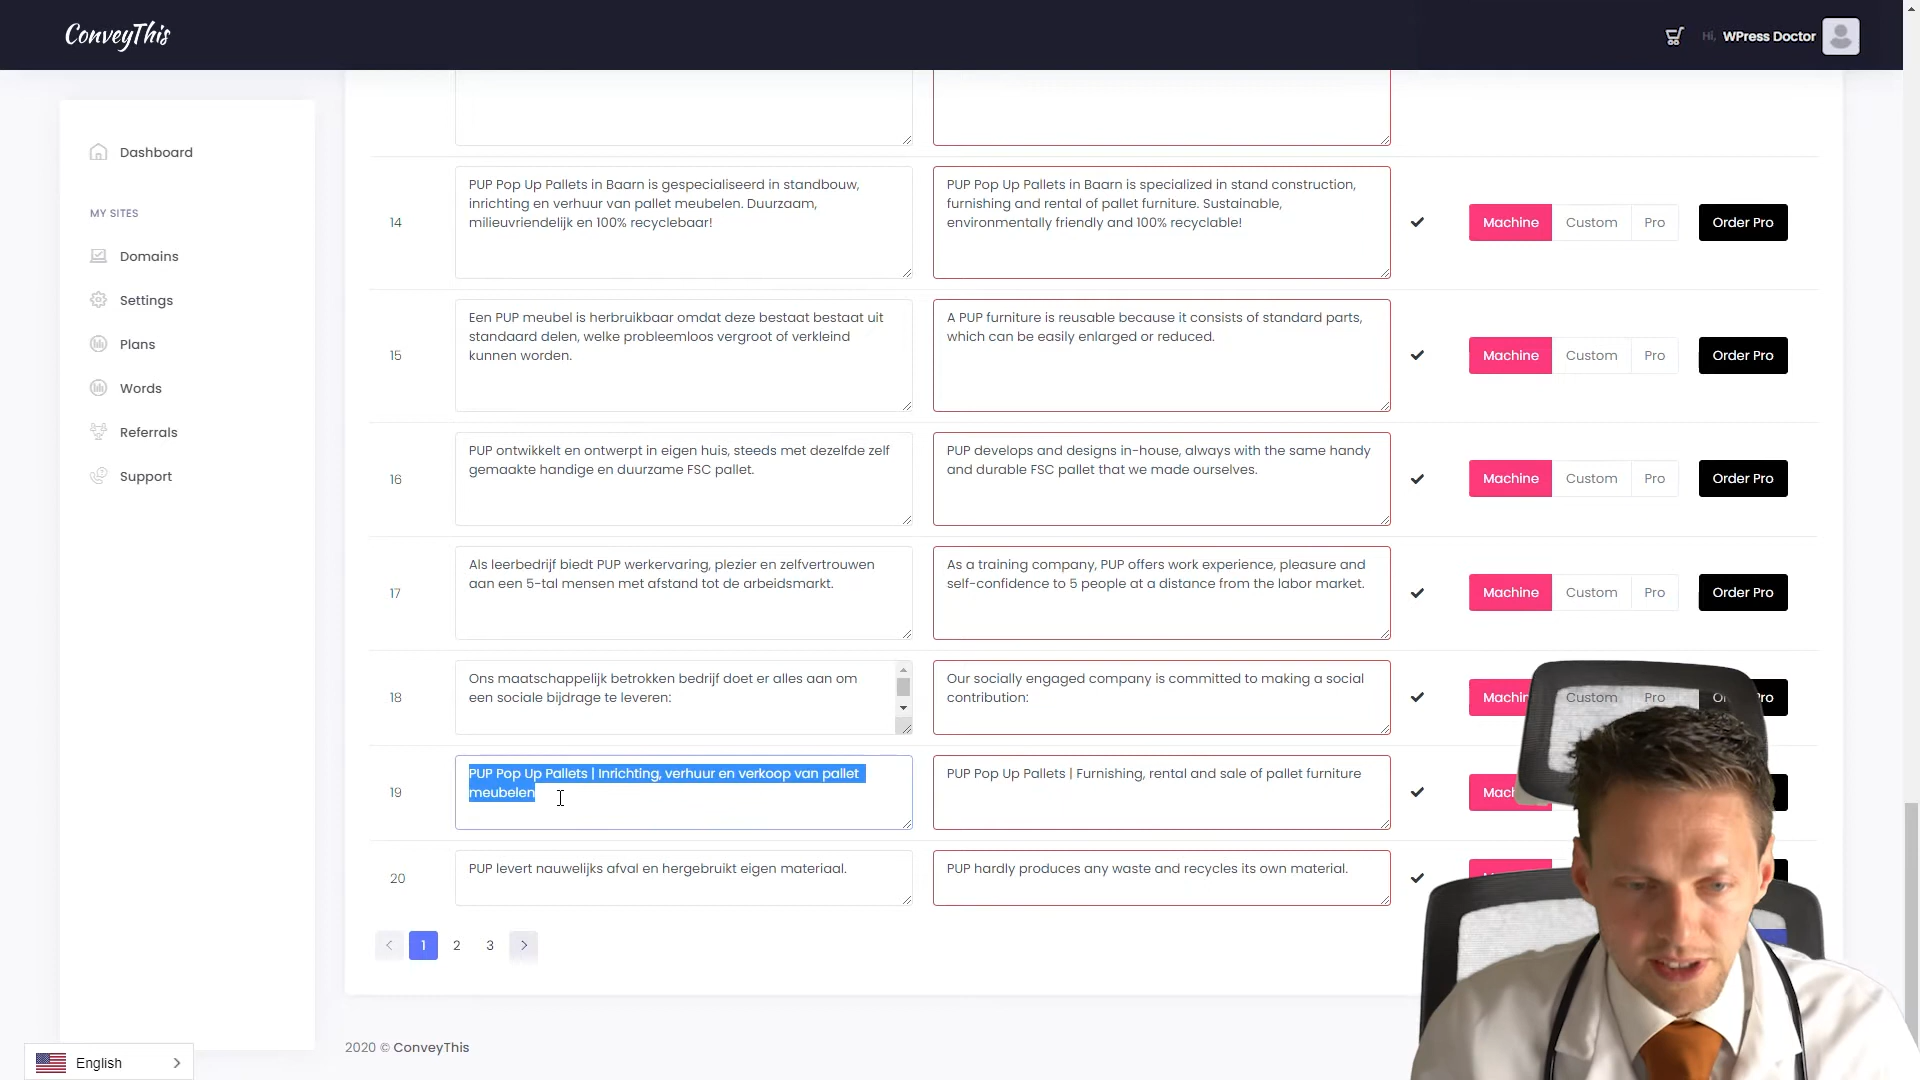 ConveyThis
Hi, WPress Doctor
Dashboard
MY SITES
Domains
Settings
Plans
Words
Referrals
Support
14
PUP Pop Up Pallets in Baarn is gespecialiseerd in standbouw,
inrichting en verhuur van pallet meubelen. Duurzaam,
milieuvriendelijk en 100% recyclebaar!
PUP Pop Up Pallets in Baarn is specialized in stand construction,
furnishing and rental of pallet furniture. Sustainable,
environmentally friendly and 100% recyclable!
Machine Custom Pro Order Pro
15
Een PUP meubel is herbruikbaar omdat deze bestaat bestaat uit
standaard delen, welke probleemloos vergroot of verkleind
kunnen worden.
A PUP furniture is reusable because it consists of standard parts,
which can be easily enlarged or reduced.
Machine Custom Pro Order Pro
16
PUP ontwikkelt en ontwerpt in eigen huis, steeds met dezelfde zelf
gemaakte handige en duurzame FSC pallet.
PUP develops and designs in-house, always with the same handy
and durable FSC pallet that we made ourselves.
Machine Custom Pro Order Pro
17
Als leerbedrijf biedt PUP werkervaring, plezier en zelfvertrouwen
aan een 5-tal mensen met afstand tot de arbeidsmarkt.
As a training company, PUP offers work experience, pleasure and
self-confidence to 5 people at a distance from the labor market.
Machine Custom Pro Order Pro
18
Ons maatschappelijk betrokken bedrijf doet er alles aan om
een sociale bijdrage te leveren:
Our socially engaged company is committed to making a social
contribution:
Custom Pro
19
PUP Pop Up Pallets | Inrichting, verhuur en verkoop van pallet
meubelen
PUP Pop Up Pallets | Furnishing, rental and sale of pallet furniture
20
PUP levert nauwelijks afval en hergebruikt eigen materiaal.
PUP hardly produces any waste and recycles its own material.
1 2 3
2020 © ConveyThis
English